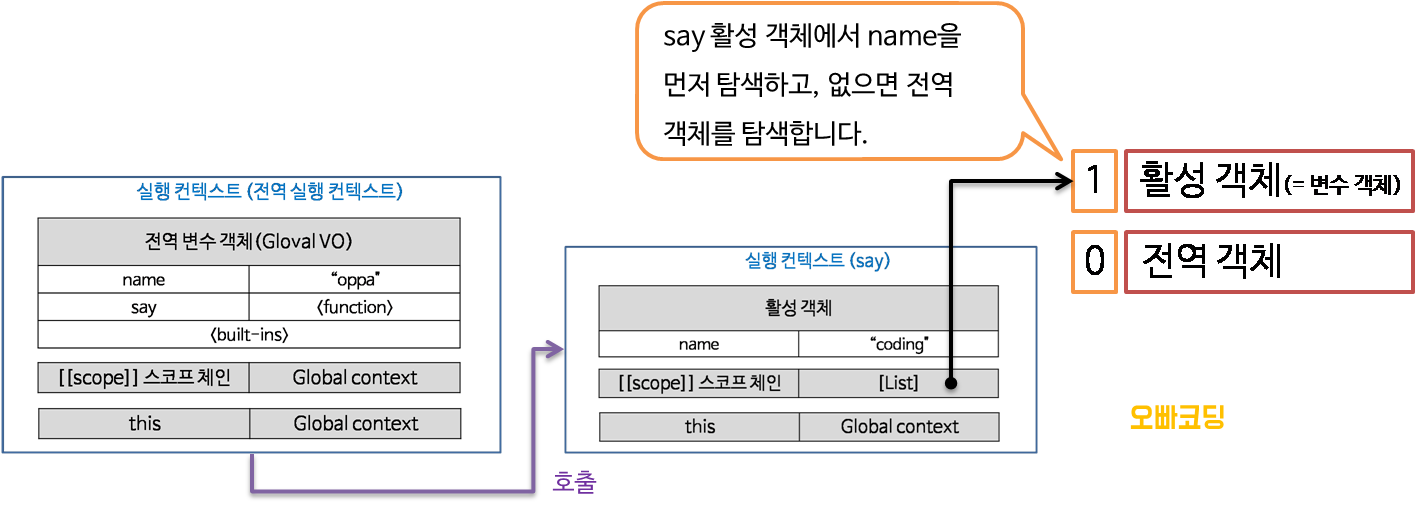 say 활성 객체에서 name을
먼저 탐색하고, 없으면 전역
객체를 탐색합니다.
1 활성 객체(= 변수 객체)
0 전역 객체
실행 컨텍스트 (전역 실행 컨텍스트)
전역 변수 객체(Gloval VO)
name “oppa”
say 〈function〉
〈built-ins〉
[[scope]] 스코프 체인 Global context
this Global context
호출
실행 컨텍스트 (say)
활성 객체
name “coding”
[[scope]] 스코프 체인 [List]
this Global context
오빠코딩